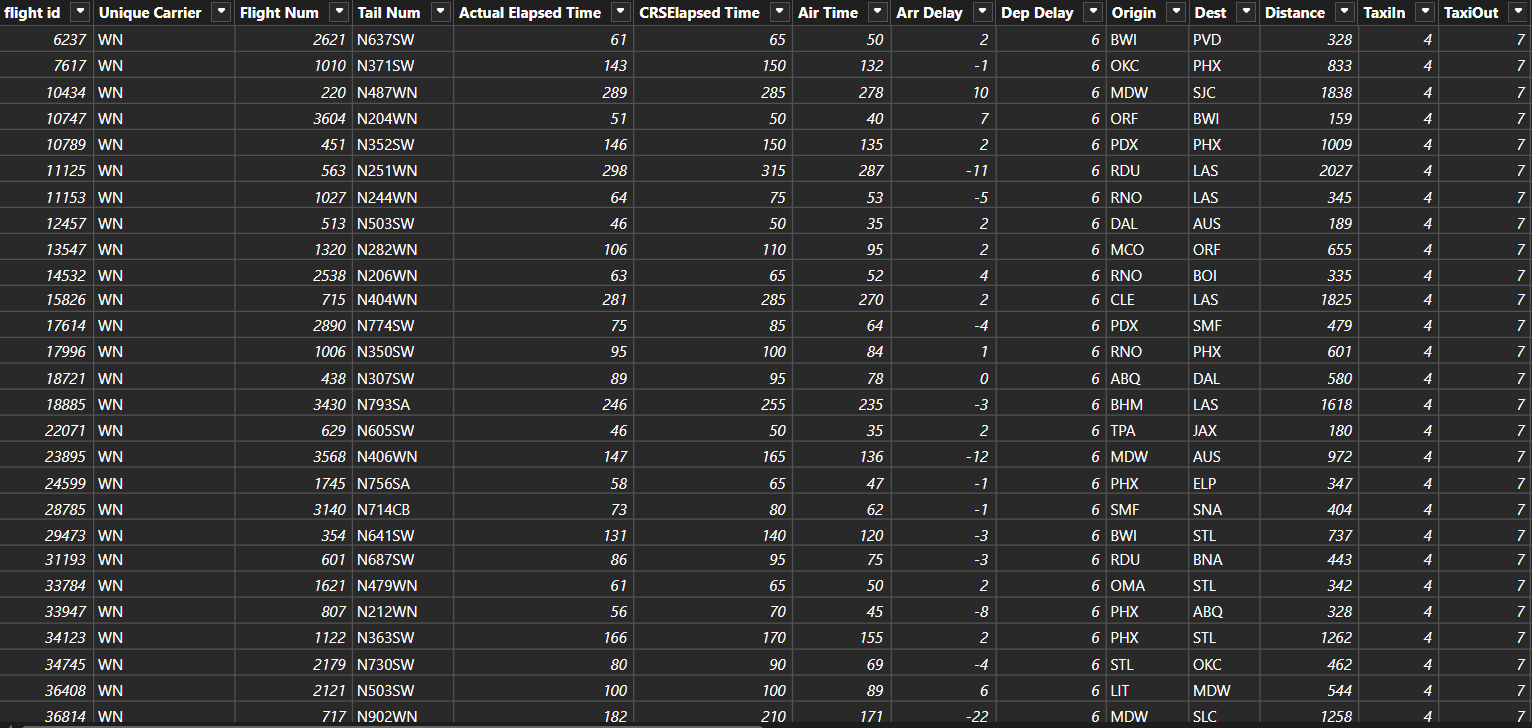 flight id Unique Carrier Flight Num Tail Num Actual Elapsed Time CRSElapsed Time Air Time Arr Delay Dep Delay Origin Dest Distance TaxiIn TaxiOut
6237 WN 2621 N637SW 61 65 50 2 6 BWI PVD 328 4 7
7617 WN 1010 N371SW 143 150 132 -1 6 OKC PHX 833 4 7
10434 WN 220 N487WN 289 285 278 10 6 MDW SJC 1838 4 7
10747 WN 3604 N204WN 51 50 40 7 6 ORF BWI 159 4 7
10789 WN 451 N352SW 146 150 135 2 6 PDX PHX 1009 4 7
11125 WN 563 N251WN 298 315 287 -11 6 RDU LAS 2027 4 7
11153 WN 1027 N244WN 64 75 53 -5 6 RNO LAS 345 4 7
12457 WN 513 N503SW 46 50 35 2 6 DAL AUS 189 4 7
13547 WN 1320 N282WN 106 110 95 2 6 MCO ORF 655 4 7
14532 WN 2538 N206WN 63 65 52 4 6 RNO BOI 335 4 7
15826 WN 715 N404WN 281 285 270 2 6 CLE LAS 1825 4 7
17614 WN 2890 N774SW 75 85 64 -4 6 PDX SMF 479 4 7
17996 WN 1006 N350SW 95 100 84 1 6 RNO PHX 601 4 7
18721 WN 438 N307SW 89 95 78 0 6 ABQ DAL 580 4 7
18885 WN 3430 N793SA 246 255 235 -3 6 BHM LAS 1618 4 7
22071 WN 629 N605SW 46 50 35 2 6 TPA JAX 180 4 7
23895 WN 3568 N406WN 147 165 136 -12 6 MDW AUS 972 4 7
24599 WN 1745 N756SA 58 65 47 -1 6 PHX ELP 347 4 7
28785 WN 3140 N714CB 73 80 62 -1 6 SMF SNA 404 4 7
29473 WN 354 N641SW 131 140 120 -3 6 BWI STL 737 4 7
31193 WN 601 N687SW 86 95 75 -3 6 RDU BNA 443 4 7
33784 WN 1621 N479WN 61 65 50 2 6 OMA STL 342 4 7
33947 WN 807 N212WN 56 70 45 -8 6 PHX ABQ 328 4 7
34123 WN 1122 N363SW 166 170 155 2 6 PHX STL 1262 4 7
34745 WN 2179 N730SW 80 90 69 -4 6 STL OKC 462 4 7
36408 WN 2121 N503SW 100 100 89 6 6 LIT MDW 544 4 7
36814 WN 717 N902WN 182 210 171 -22 6 MDW SLC 1258 4 7